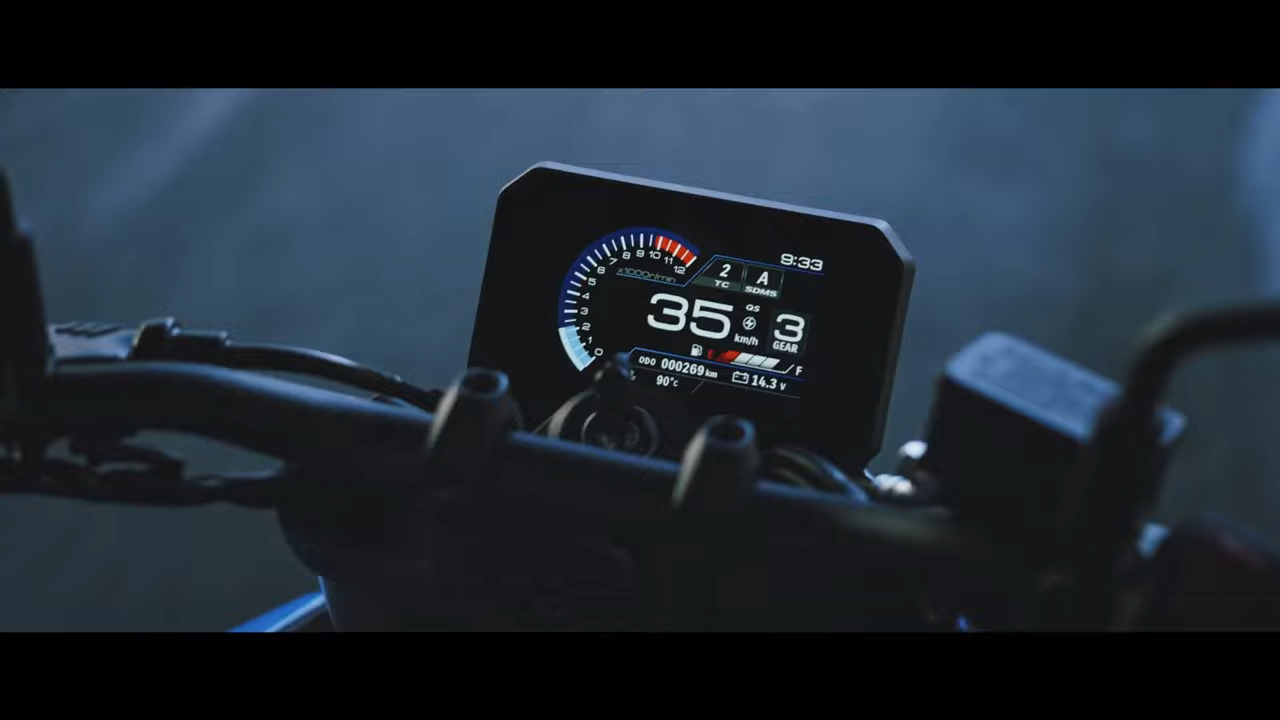 9:33
0 1 2 3 4 5 6 7 8 9 10 11 12
x1000r/min
2
TC
A
SDMS
35
km/h
QS
3
GEAR
F
ODO 000269 km
90°c
14.3 v